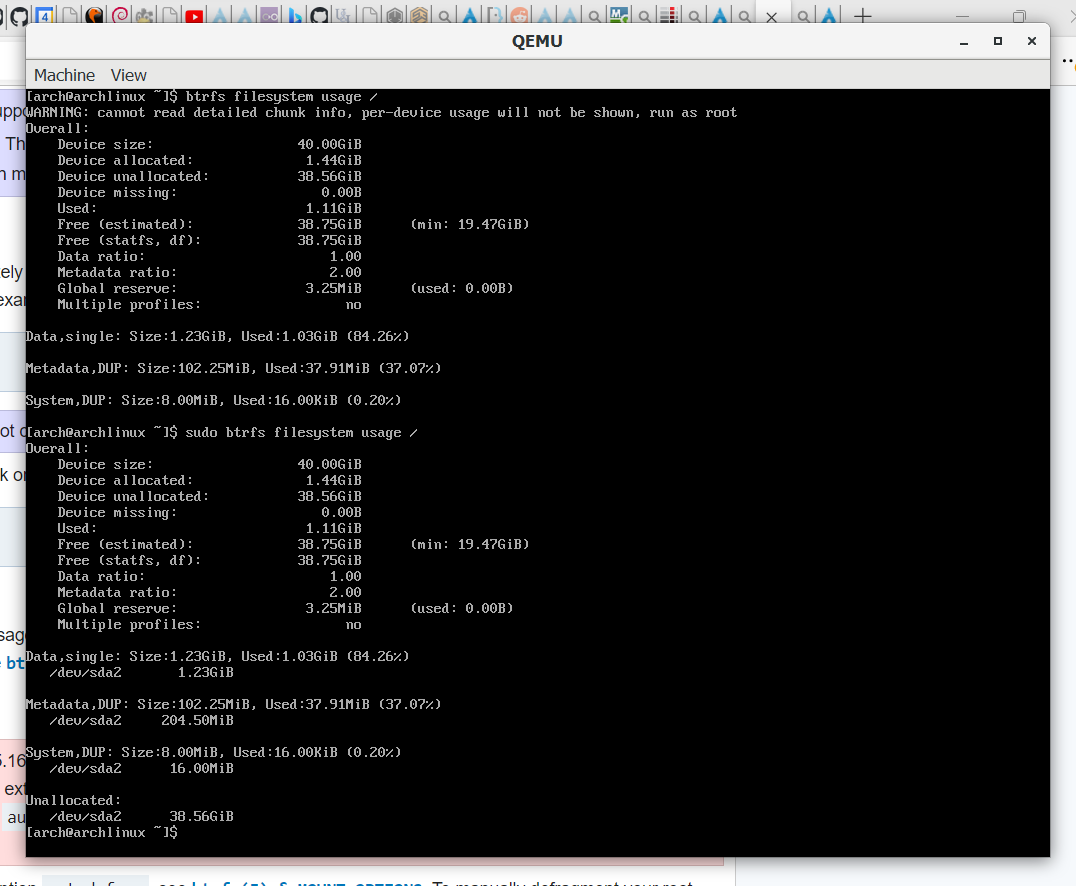 4
QEMU
Machine View
[arch@archlinux ~]$ btrfs filesystem usage /
WARNING: cannot read detailed chunk info, per-device usage will not be shown, run as root
Overall:
Device size: 40.00GiB
Device allocated: 1.44GiB
Device unallocated: 38.56GiB
Device missing: 0.00B
Used: 1.11GiB
Free (estimated): 38.75GiB (min: 19.47GiB)
Free (statfs, df): 38.75GiB
Data ratio: 1.00
Metadata ratio: 2.00
Global reserve: 3.25MiB (used: 0.00B)
Multiple profiles: no
Data,single: Size:1.23GiB, Used:1.03GiB (84.26%)
Metadata,DUP: Size:102.25MiB, Used:37.91MiB (37.07%)
System,DUP: Size:8.00MiB, Used:16.00KiB (0.20%)
[arch@archlinux ~]$ sudo btrfs filesystem usage /
Overall:
Device size: 40.00GiB
Device allocated: 1.44GiB
Device unallocated: 38.56GiB
Device missing: 0.00B
Used: 1.11GiB
Free (estimated): 38.75GiB (min: 19.47GiB)
Free (statfs, df): 38.75GiB
Data ratio: 1.00
Metadata ratio: 2.00
Global reserve: 3.25MiB (used: 0.00B)
Multiple profiles: no
Data,single: Size:1.23GiB, Used:1.03GiB (84.26%)
/dev/sda2 1.23GiB
Metadata,DUP: Size:102.25MiB, Used:37.91MiB (37.07%)
/dev/sda2 204.50MiB
System,DUP: Size:8.00MiB, Used:16.00KiB (0.20%)
/dev/sda2 16.00MiB
Unallocated:
/dev/sda2 38.56GiB
[arch@archlinux ~]$